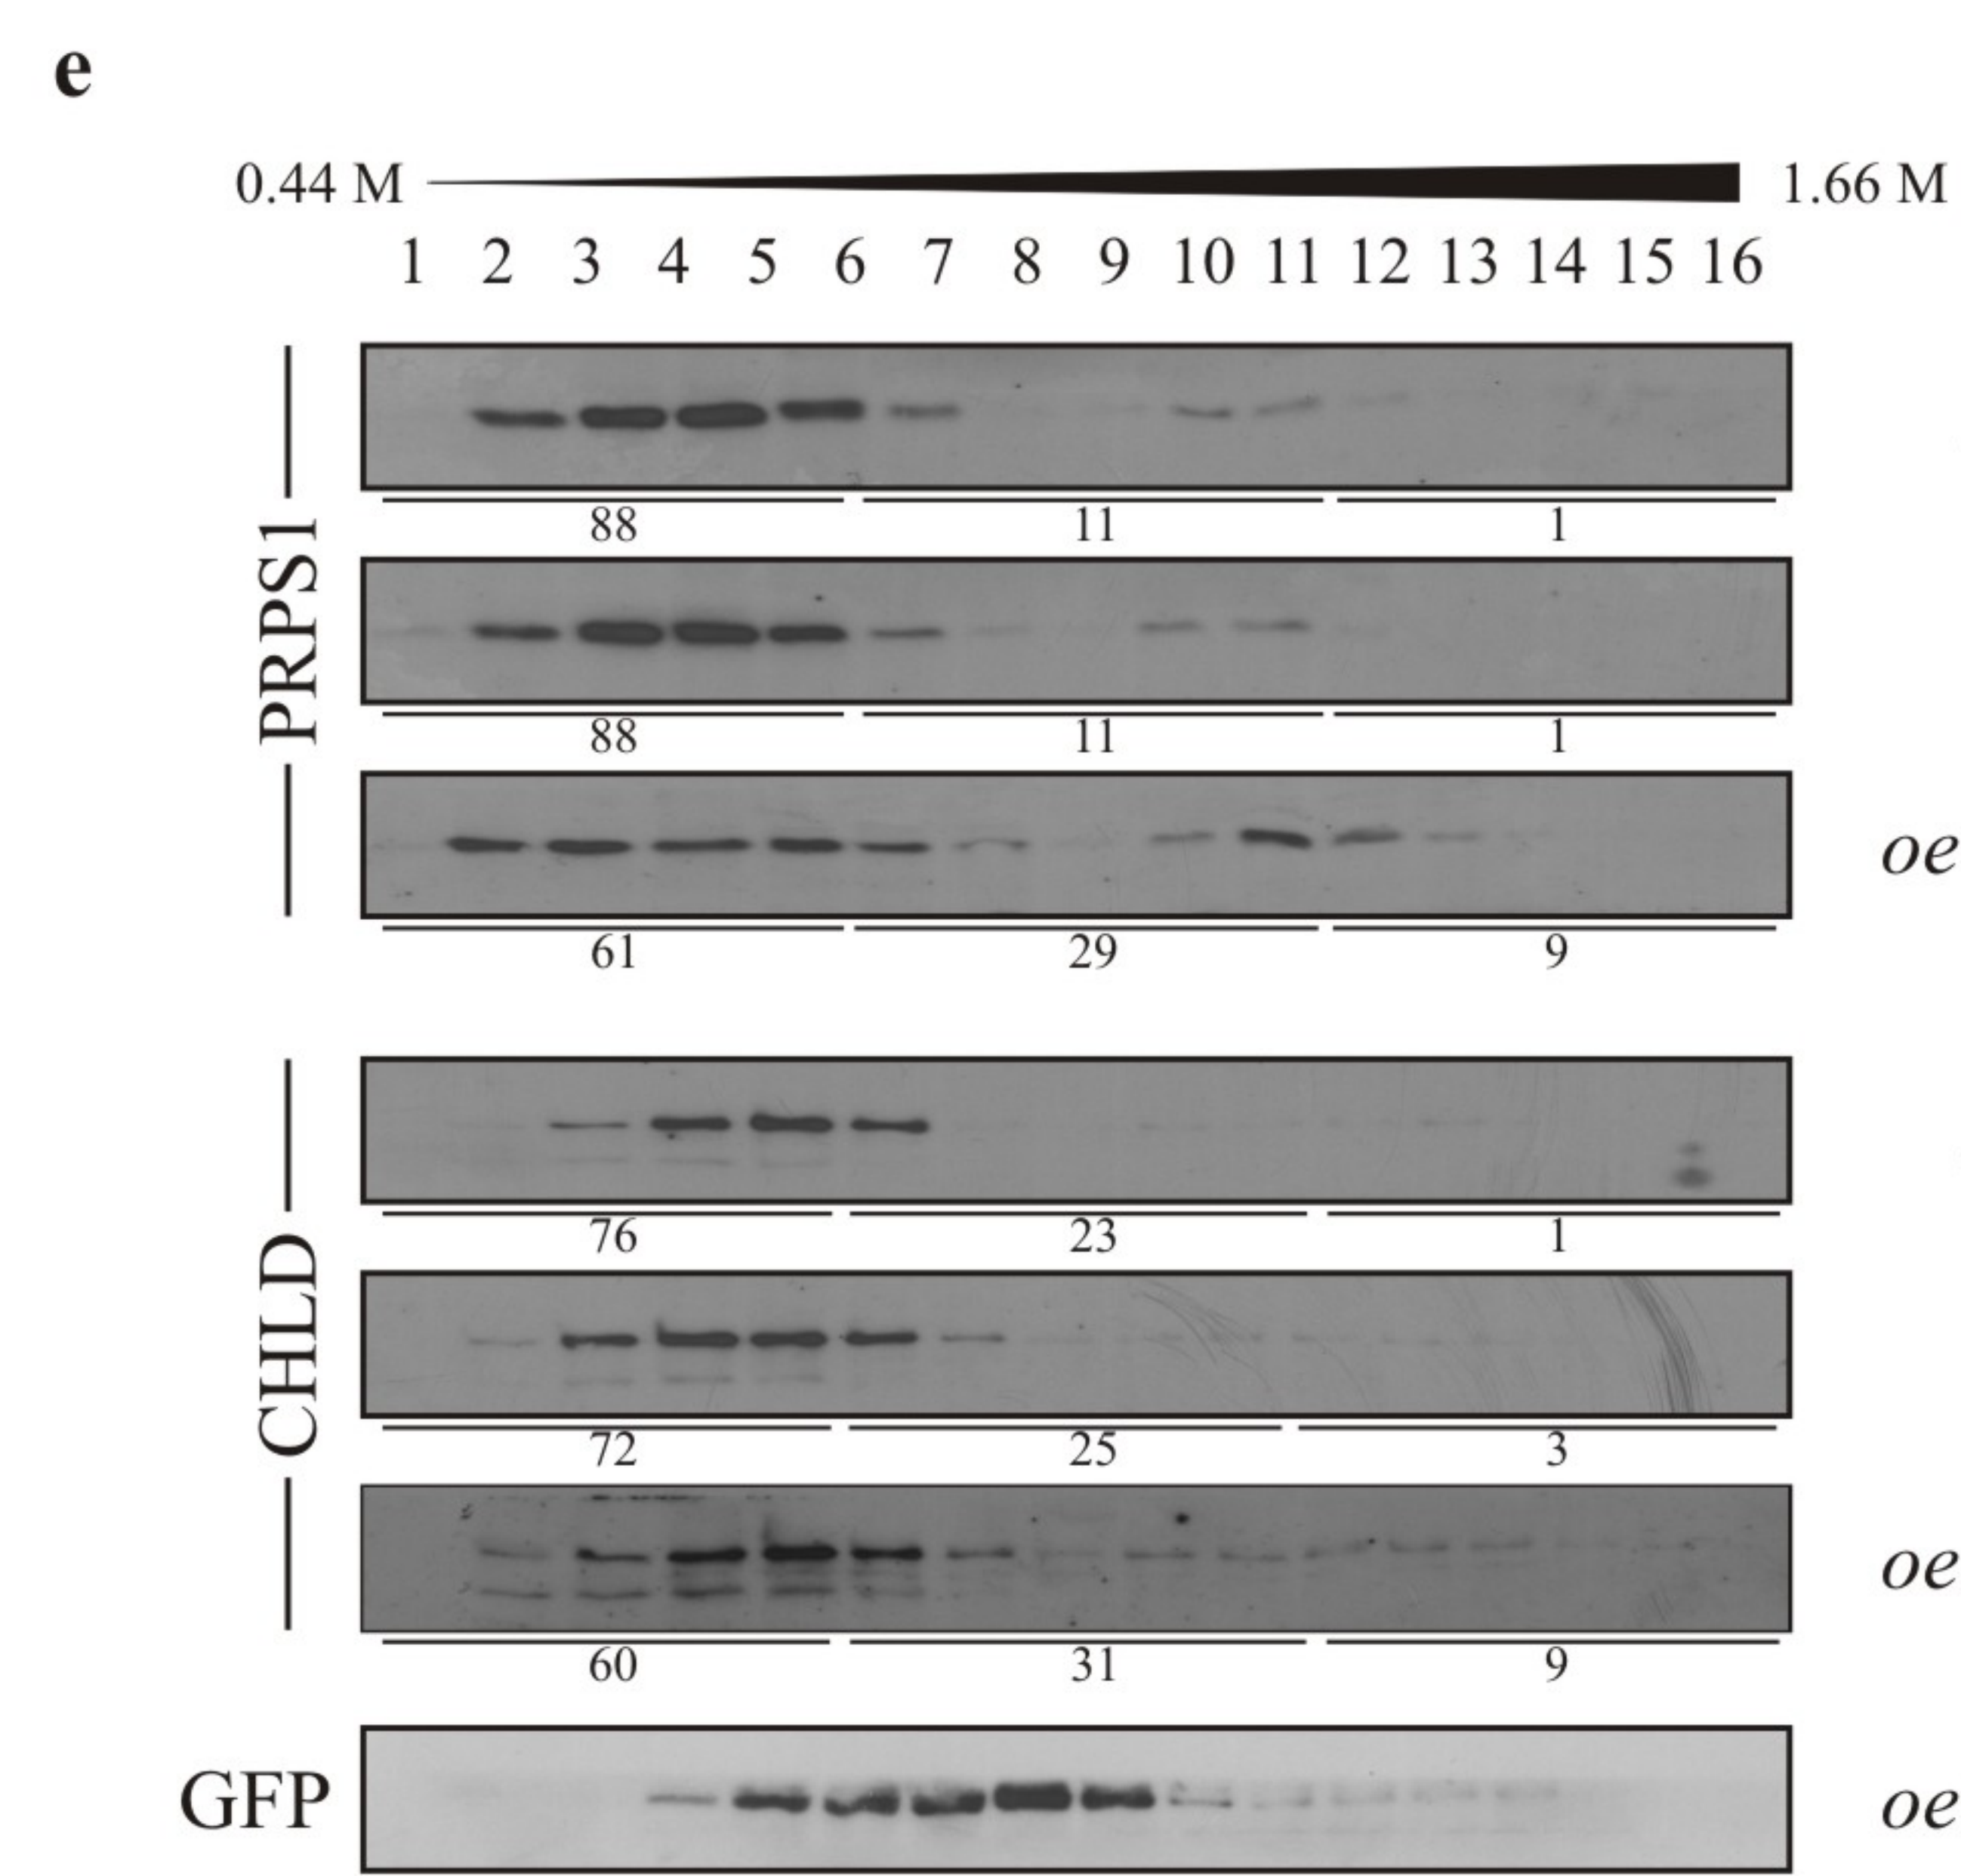 e
0.44 M 1.66 M
1 2 3 4 5 6 7 8 9 10 11 12 13 14 15 16
PRPS1
88 11 1
88 11 1
oe
61 29 9
CHLD
76 23 1
72 25 3
oe
60 31 9
GFP oe